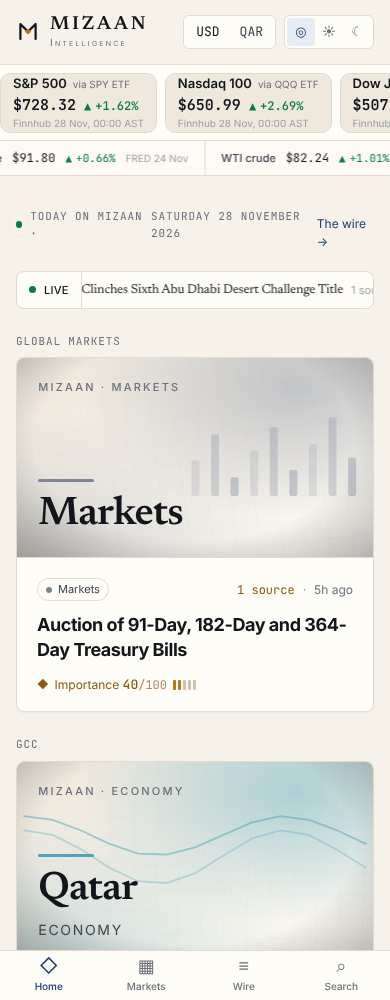 MIZAAN
INTELLIGENCE
USD QAR
S&P 500 via SPY ETF
$728.32 ▲ +1.62%
Finnhub 28 Nov, 00:00 AST
Nasdaq 100 via QQQ ETF
$650.99 ▲ +2.69%
Finnhub 28 Nov, 00:00 AST
Dow J
$507
Finnhub
$91.80 ▲ +0.66% FRED 24 Nov
WTI crude $82.24 ▲ +1.01%
TODAY ON MIZAAN ·
SATURDAY 28 NOVEMBER 2026
The wire →
LIVE
Clinches Sixth Abu Dhabi Desert Challenge Title 1 sou
GLOBAL MARKETS
MIZAAN · MARKETS
Markets
Markets
1 source · 5h ago
Auction of 91-Day, 182-Day and 364-
Day Treasury Bills
Importance 40/100
GCC
MIZAAN · ECONOMY
Qatar
ECONOMY
Home
Markets
Wire
Search